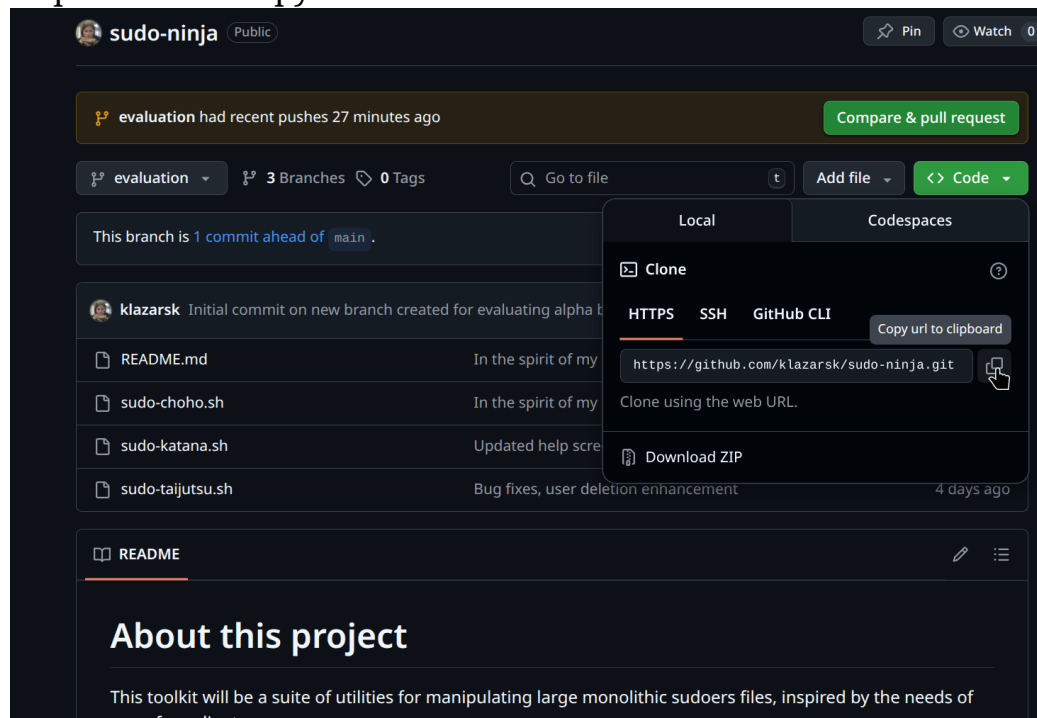 sudo-ninja Public
Pin
Watch 0
evaluation had recent pushes 27 minutes ago
Compare & pull request
evaluation
3 Branches
0 Tags
Go to file
t
Add file
<> Code
This branch is 1 commit ahead of main .
Local
Codespaces
Clone
HTTPS
SSH
GitHub CLI
Copy url to clipboard
https://github.com/klazarsk/sudo-ninja.git
Clone using the web URL.
Download ZIP
klazarsk Initial commit on new branch created for evaluating alpha
README.md
In the spirit of my
sudo-choho.sh
In the spirit of my
sudo-katana.sh
Updated help scre
sudo-taijutsu.sh
Bug fixes, user deletion enhancement
4 days ago
README
About this project
This toolkit will be a suite of utilities for manipulating large monolithic sudoers files, inspired by the needs of